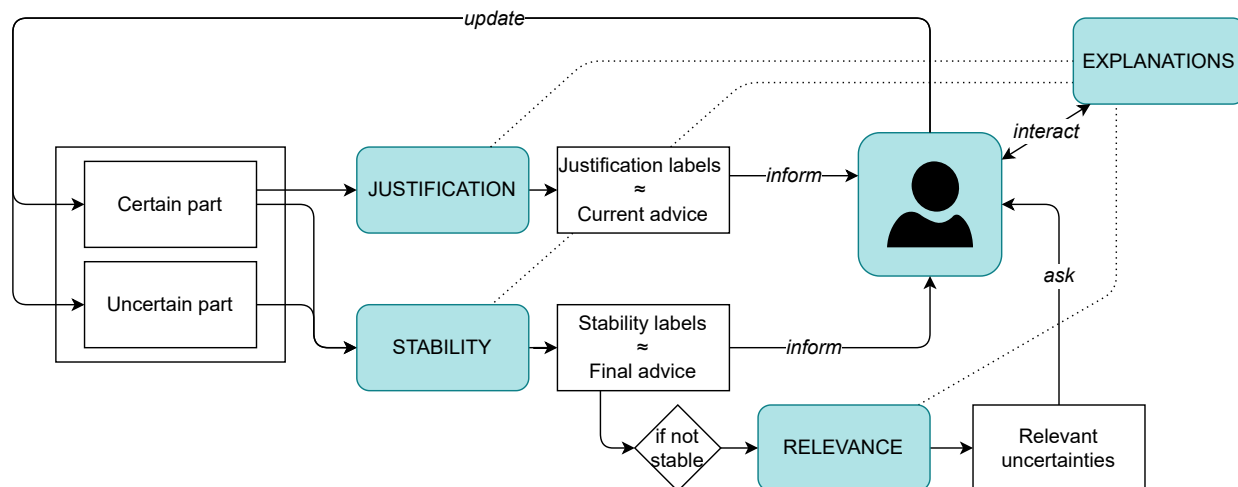 update
EXPLANATIONS
interact
Certain part
JUSTIFICATION
Justification labels
≈
Current advice
inform
Uncertain part
STABILITY
Stability labels
≈
Final advice
inform
ask
if not
stable
RELEVANCE
Relevant
uncertainties